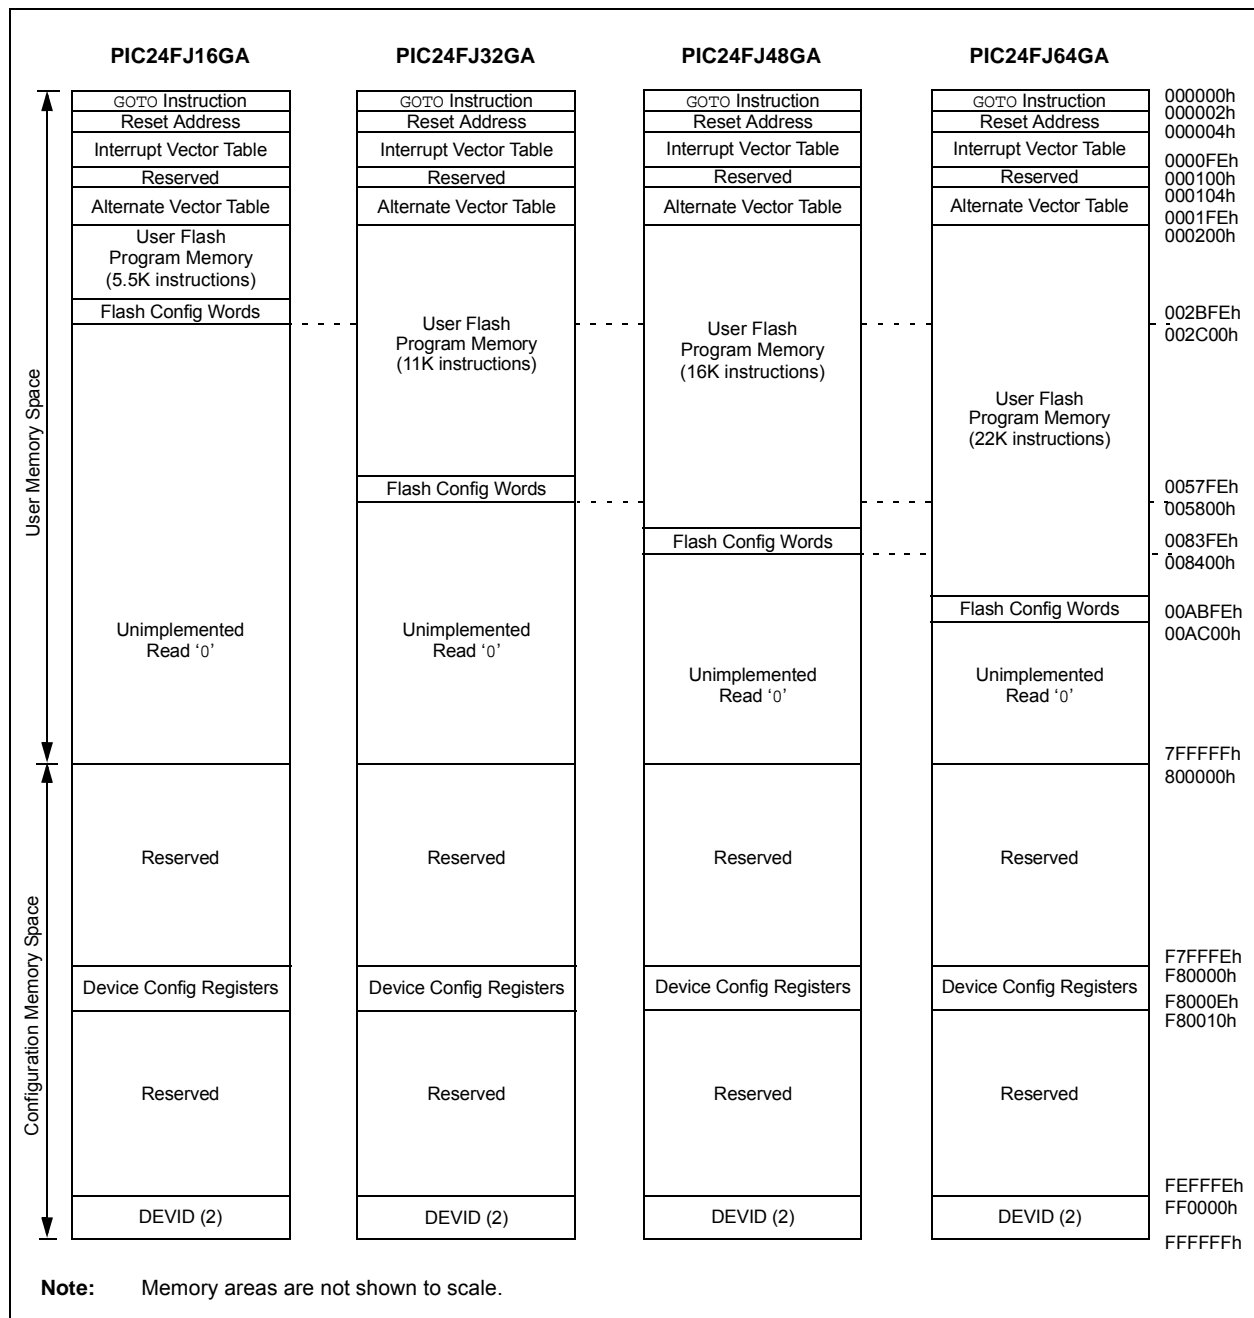 PIC24FJ16GA
PIC24FJ32GA
PIC24FJ48GA
PIC24FJ64GA
User Memory Space
Configuration Memory Space
GOTO Instruction
Reset Address
Interrupt Vector Table
Reserved
Alternate Vector Table
User Flash
Program Memory
(5.5K instructions)
Flash Config Words
Unimplemented
Read ‘0’
Reserved
Device Config Registers
Reserved
DEVID (2)
GOTO Instruction
Reset Address
Interrupt Vector Table
Reserved
Alternate Vector Table
User Flash
Program Memory
(11K instructions)
Flash Config Words
Unimplemented
Read ‘0’
Reserved
Device Config Registers
Reserved
DEVID (2)
GOTO Instruction
Reset Address
Interrupt Vector Table
Reserved
Alternate Vector Table
User Flash
Program Memory
(16K instructions)
Flash Config Words
Unimplemented
Read ‘0’
Reserved
Device Config Registers
Reserved
DEVID (2)
GOTO Instruction
Reset Address
Interrupt Vector Table
Reserved
Alternate Vector Table
User Flash
Program Memory
(22K instructions)
Flash Config Words
Unimplemented
Read ‘0’
Reserved
Device Config Registers
Reserved
DEVID (2)
000000h
000002h
000004h
0000FEh
000100h
000104h
0001FEh
000200h
002BFEh
002C00h
0057FEh
005800h
0083FEh
008400h
00ABFEh
00AC00h
7FFFFFh
800000h
F7FFFEh
F80000h
F8000Eh
F80010h
FEFFFEh
FF0000h
FFFFFFh
Note: Memory areas are not shown to scale.